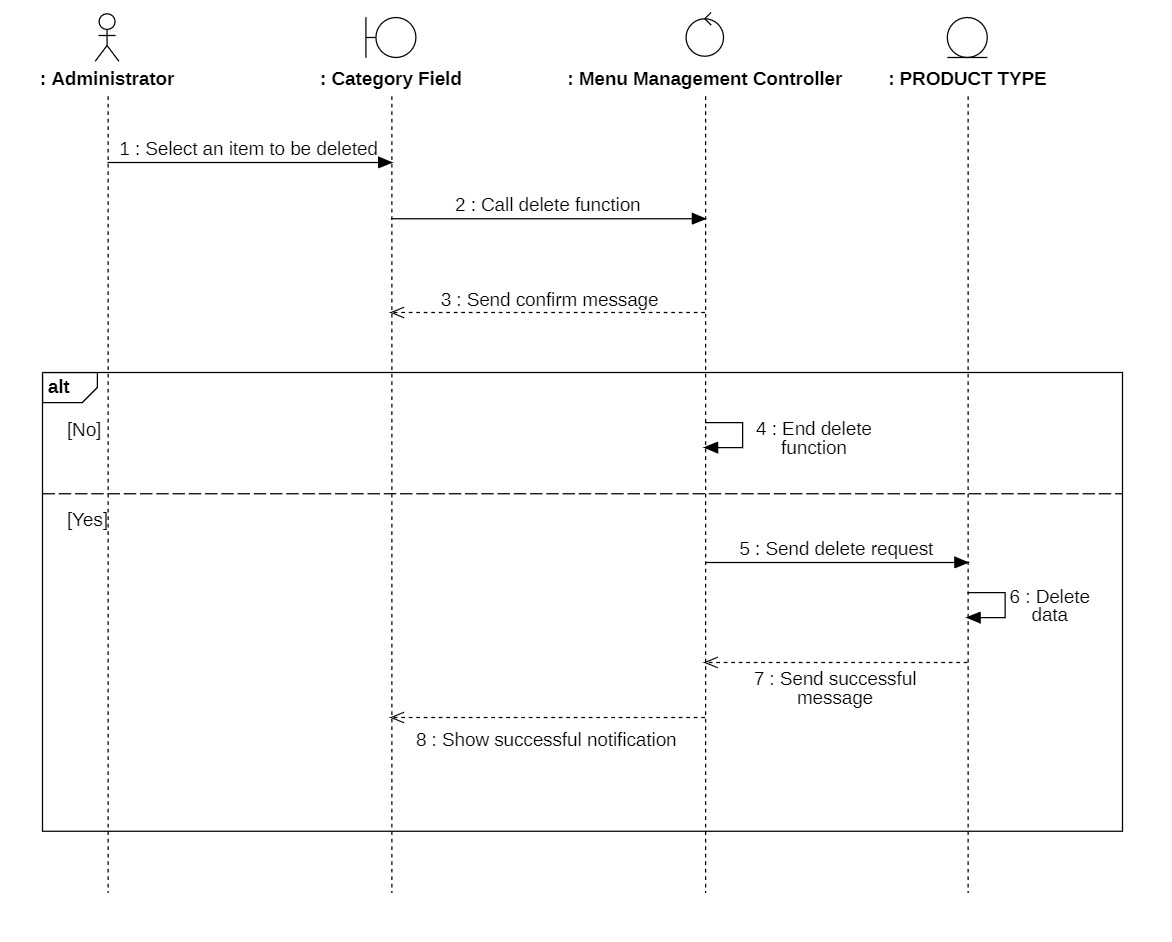 : Administrator
: Category Field
: Menu Management Controller
: PRODUCT TYPE
1 : Select an item to be deleted
2 : Call delete function
3 : Send confirm message
alt
[No]
4 : End delete
function
[Yes]
5 : Send delete request
6 : Delete
data
7 : Send successful
message
8 : Show successful notification